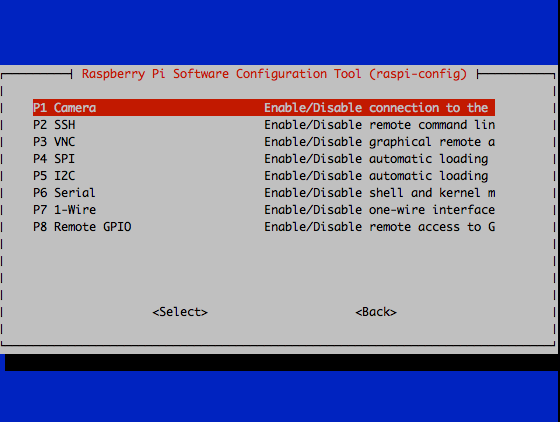 Raspberry Pi Software Configuration Tool (raspi-config)
P1 Camera Enable/Disable connection to the
P2 SSH Enable/Disable remote command lin
P3 VNC Enable/Disable graphical remote a
P4 SPI Enable/Disable automatic loading
P5 I2C Enable/Disable automatic loading
P6 Serial Enable/Disable shell and kernel m
P7 1-Wire Enable/Disable one-wire interface
P8 Remote GPIO Enable/Disable remote access to G
<Select> <Back>